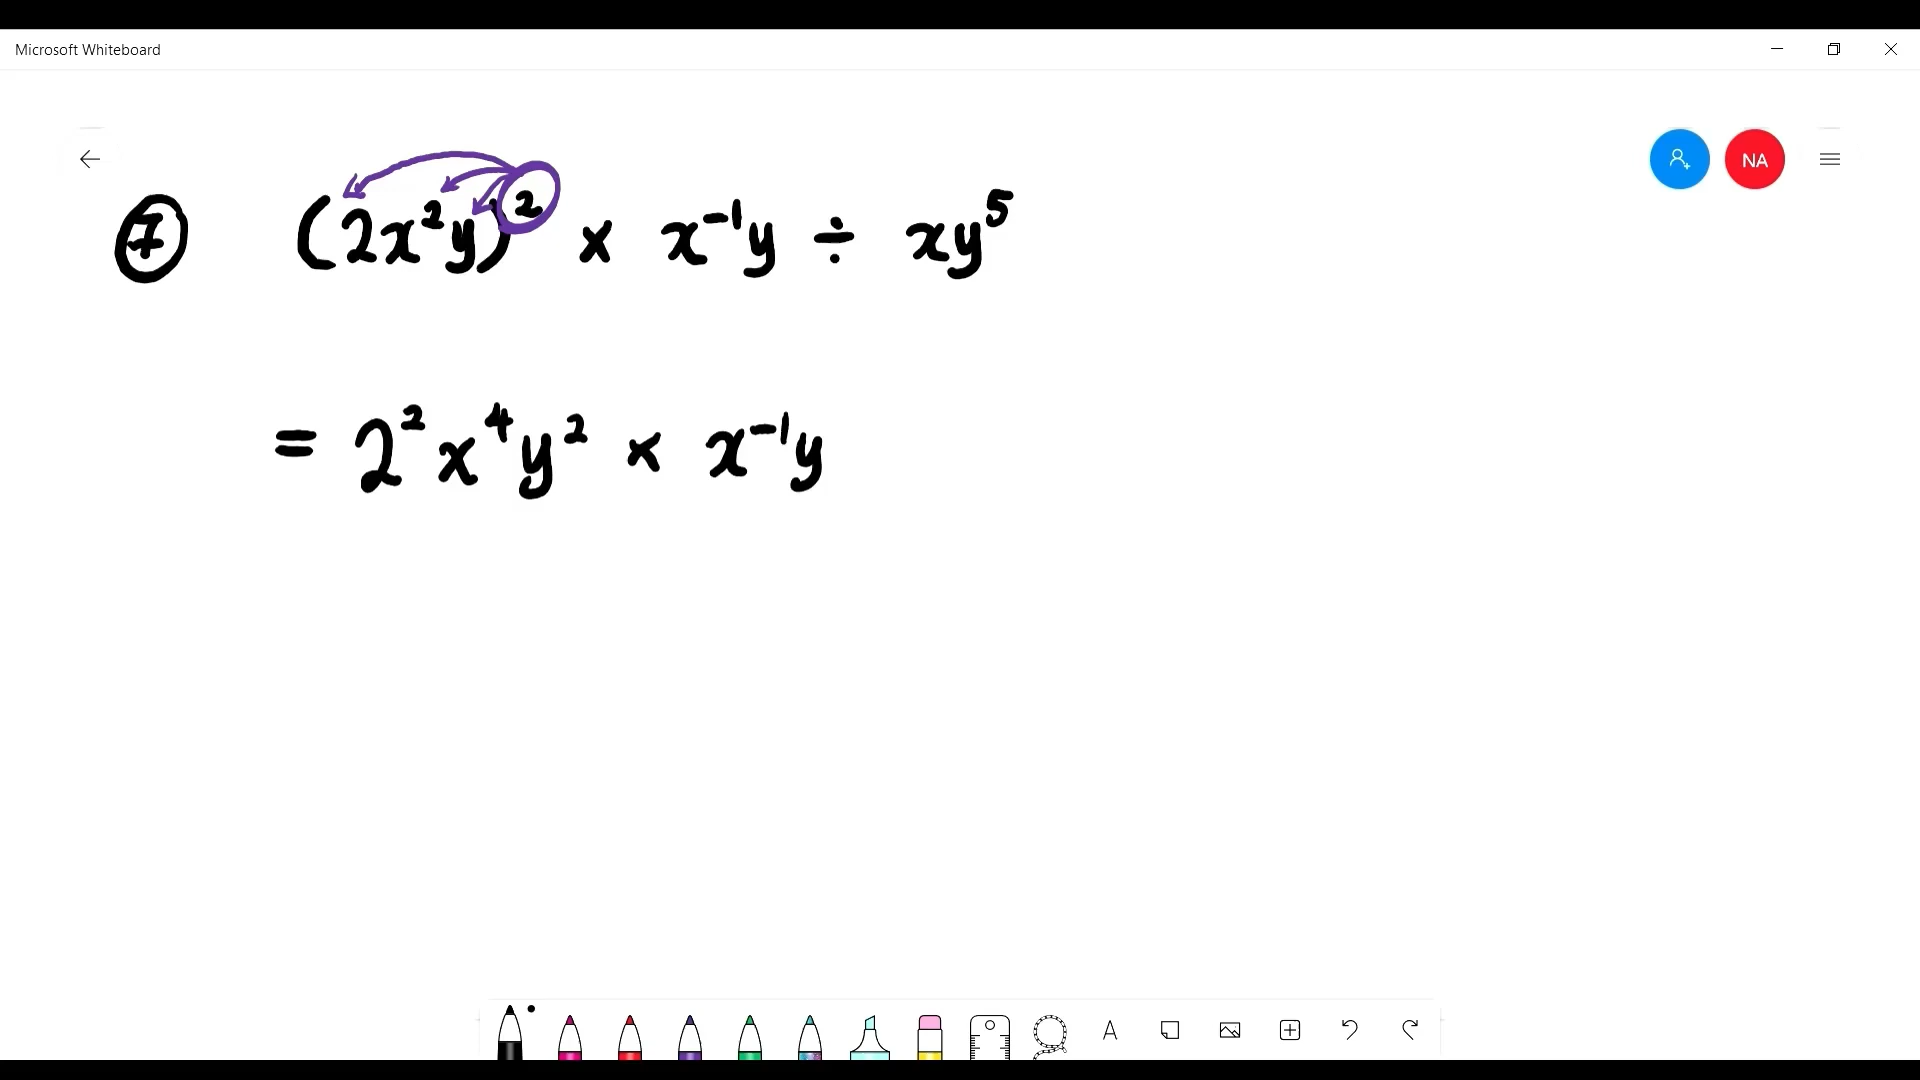 Microsoft Whiteboard
NA
⑦ (2x²y)² × x⁻¹y ÷ xy⁵
= 2²x⁴y² × x⁻¹y
A